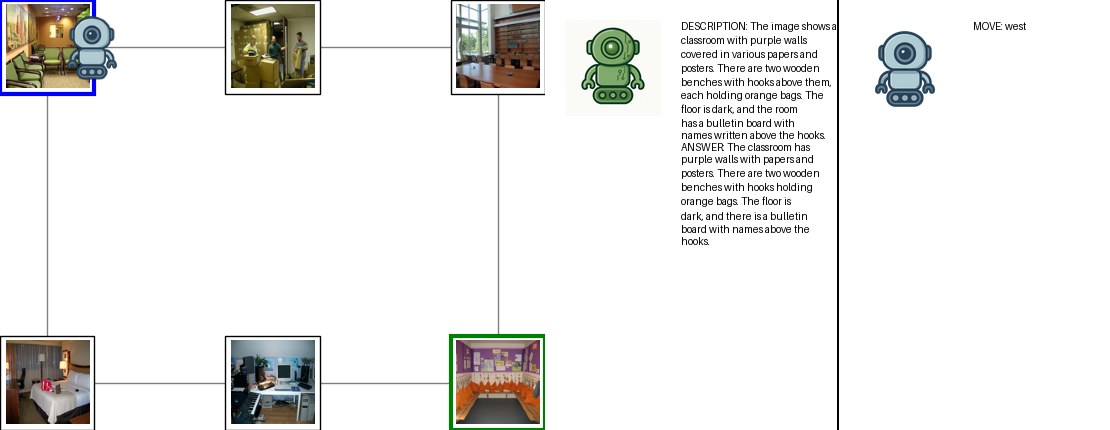 DESCRIPTION: The image shows a
classroom with purple walls
covered in various papers and
posters. There are two wooden
benches with hooks above them,
each holding orange bags. The
floor is dark, and the room
has a bulletin board with
names written above the hooks.
ANSWER: The classroom has
purple walls with papers and
posters. There are two wooden
benches with hooks holding
orange bags. The floor is
dark, and there is a bulletin
board with names above the
hooks.
MOVE: west